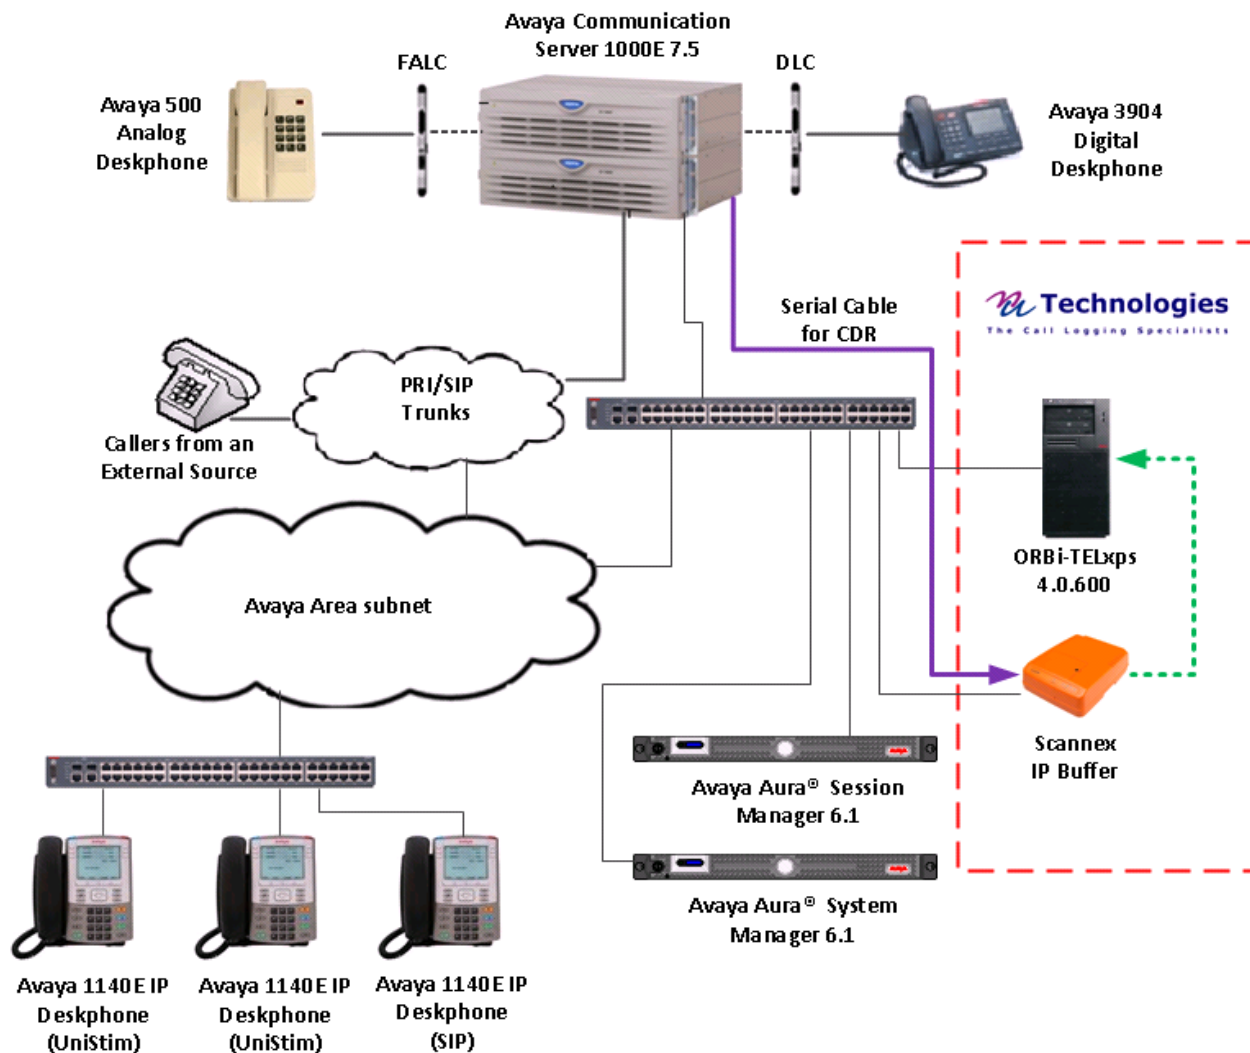 Avaya Communication
Server 1000E 7.5
FALC
DLC
Avaya 500
Analog
Deskphone
Avaya 3904
Digital
Deskphone
Serial Cable
for CDR
nu Technologies
The Call Logging Specialists
PRI/SIP
Trunks
Callers from an
External Source
ORBi-TELxps
4.0.600
Avaya Area subnet
Scannex
IP Buffer
Avaya Aura® Session
Manager 6.1
Avaya Aura® System
Manager 6.1
Avaya 1140E IP
Deskphone
(UniStim)
Avaya 1140E IP
Deskphone
(UniStim)
Avaya 1140E IP
Deskphone
(SIP)
AVAYA
AVAYA